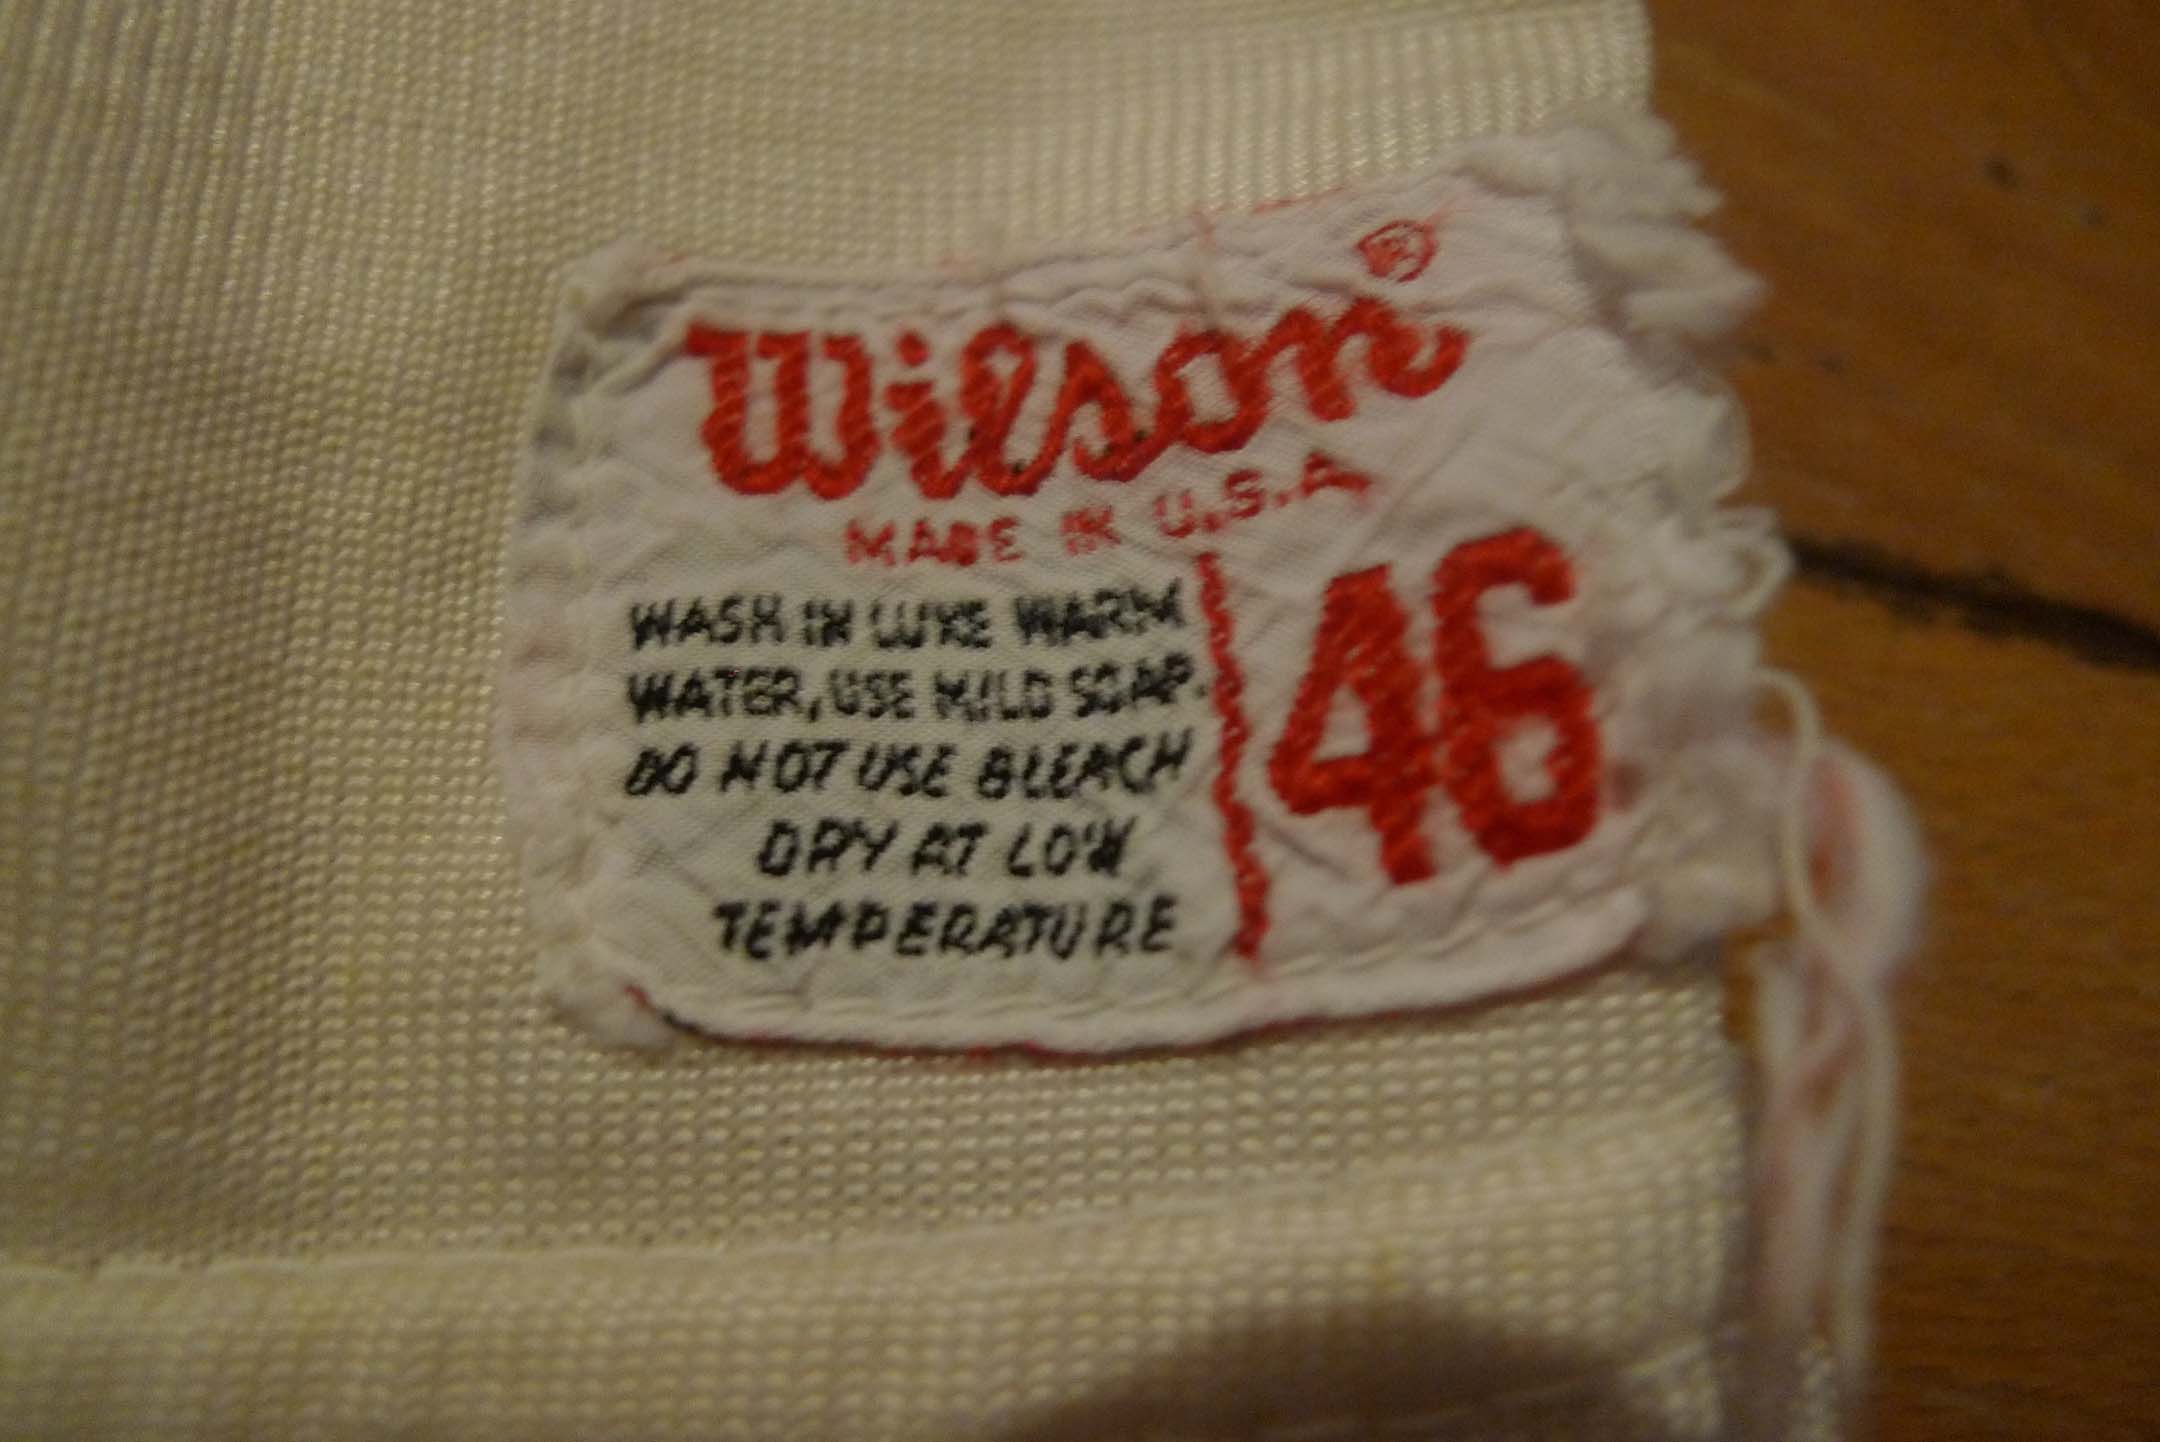 Wilson ®
MADE IN U.S.A.
WASH IN LUKE WARM
WATER, USE MILD SOAP.
DO NOT USE BLEACH
DRY AT LOW
TEMPERATURE
46